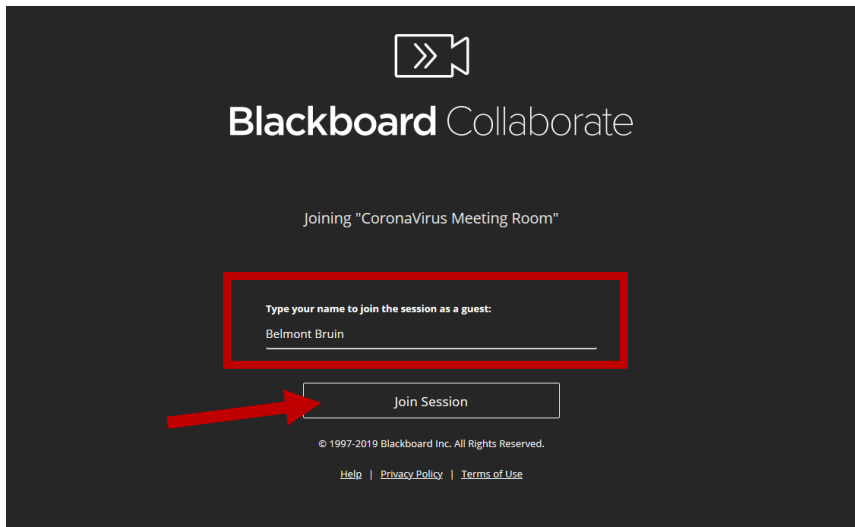 Blackboard Collaborate
Joining "CoronaVirus Meeting Room"
Type your name to join the session as a guest:
Belmont Bruin
Join Session
© 1997-2019 Blackboard Inc. All Rights Reserved.
Help | Privacy Policy | Terms of Use